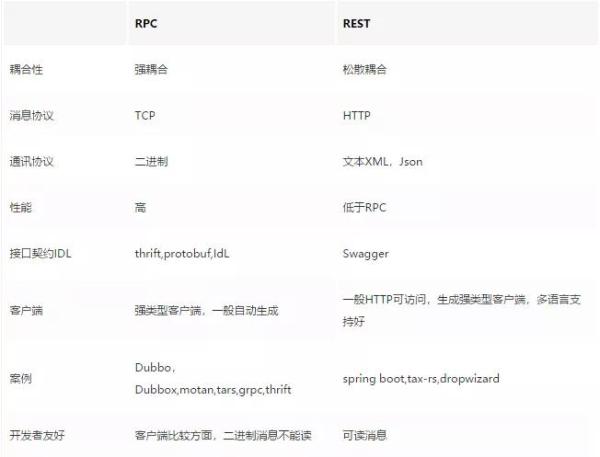 RPC REST
耦合性 强耦合 松散耦合
消息协议 TCP HTTP
通讯协议 二进制 文本XML，Json
性能 高 低于RPC
接口契约IDL thrift,protobuf,IdL Swagger
客户端 强类型客户端，一般自动生成 一般HTTP可访问，生成强类型客户端，多语言支
持好
案例 Dubbo，
Dubbox,motan,tars,grpc,thrift spring boot,tax-rs,dropwizard
开发者友好 客户端比较方面，二进制消息不能读 可读消息